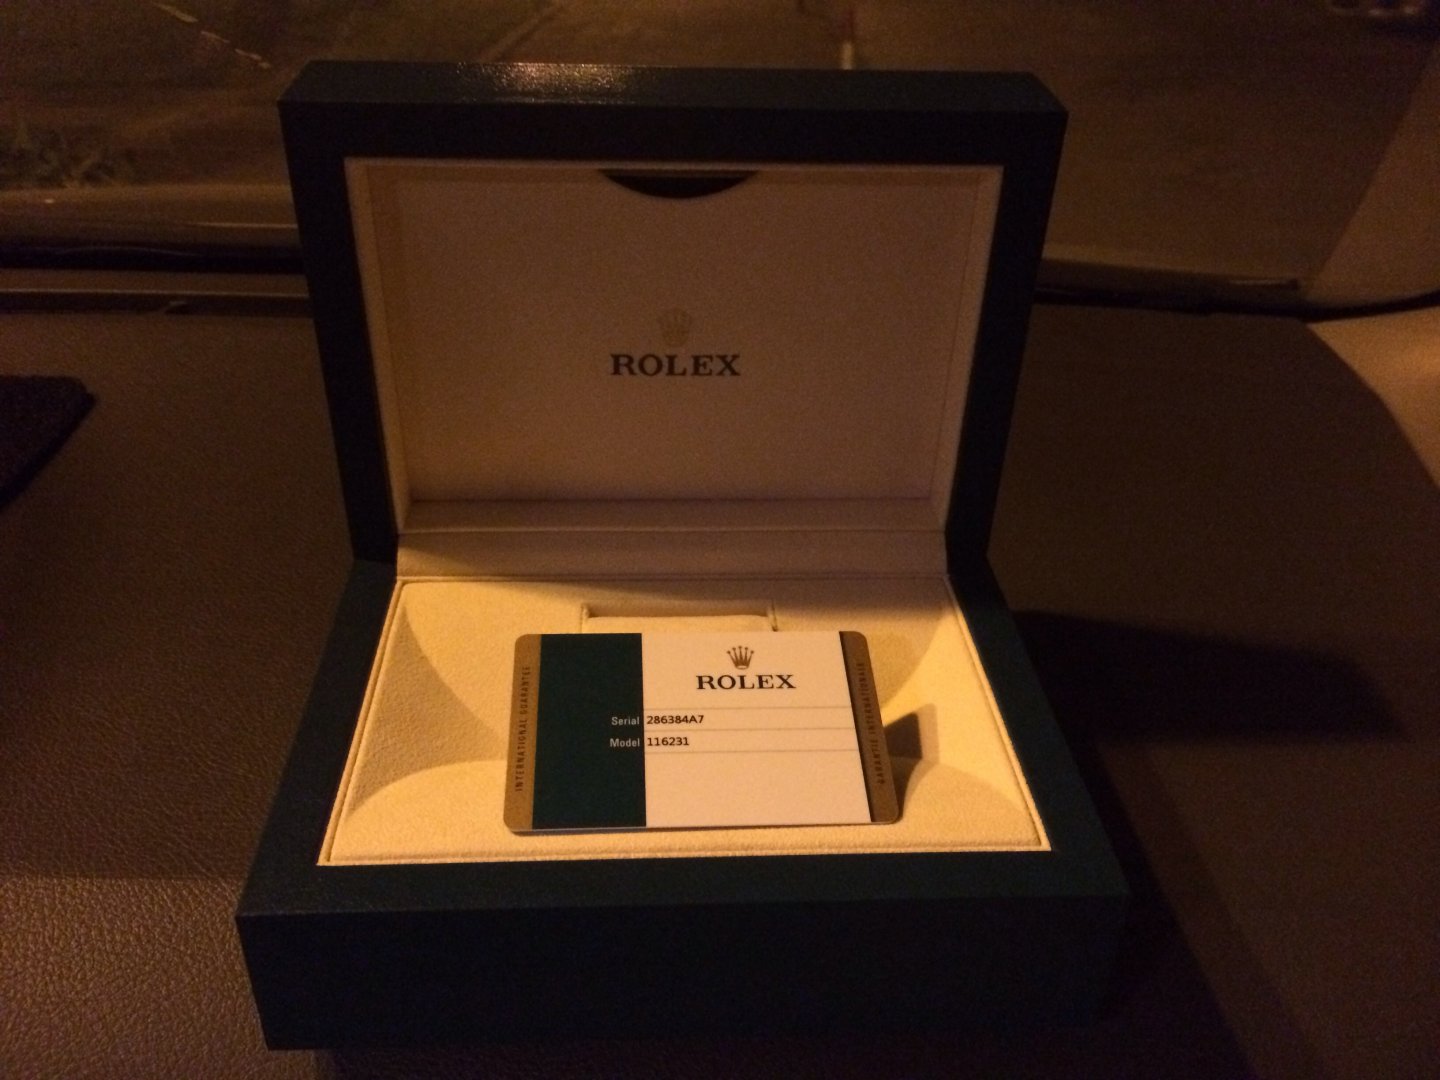 ROLEX
INTERNATIONAL GUARANTEE
ROLEX
Serial 286384A7
Model 116231
GARANTIE INTERNATIONALE